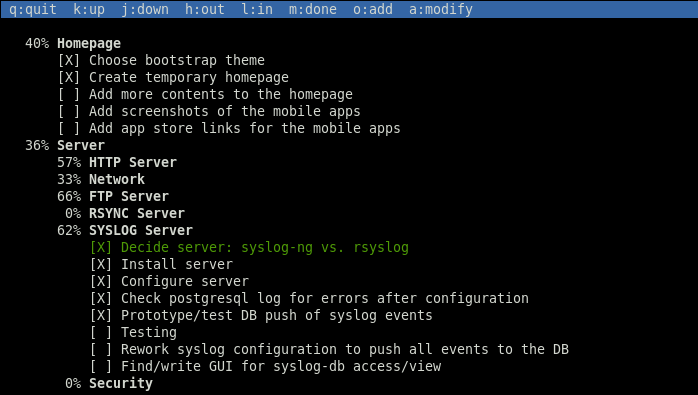 q:quit  k:up  j:down  h:out  l:in  m:done  o:add  a:modify
40% Homepage
[X] Choose bootstrap theme
[X] Create temporary homepage
[ ] Add more contents to the homepage
[ ] Add screenshots of the mobile apps
[ ] Add app store links for the mobile apps
36% Server
57% HTTP Server
33% Network
66% FTP Server
0% RSYNC Server
62% SYSLOG Server
[X] Decide server: syslog-ng vs. rsyslog
[X] Install server
[X] Configure server
[X] Check postgresql log for errors after configuration
[X] Prototype/test DB push of syslog events
[ ] Testing
[ ] Rework syslog configuration to push all events to the DB
[ ] Find/write GUI for syslog-db access/view
0% Security